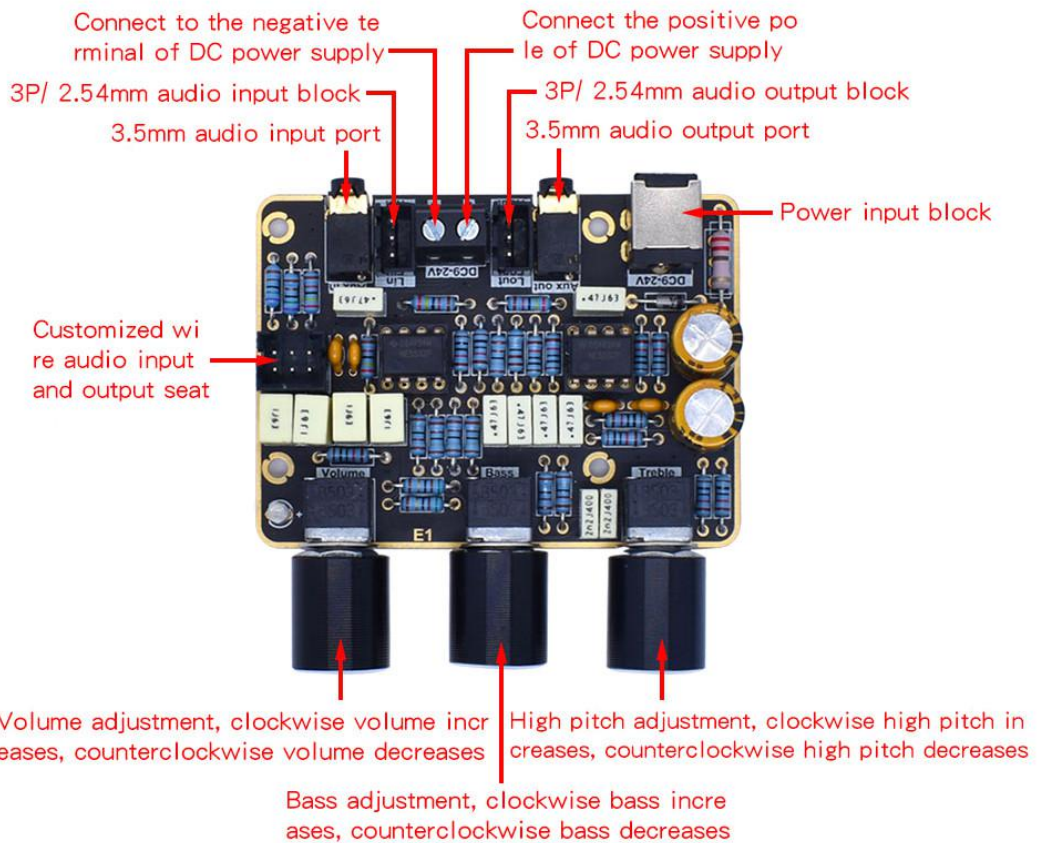 Connect to the negative te
rminal of DC power supply
Connect the positive po
le of DC power supply
3P/ 2.54mm audio input block
3P/ 2.54mm audio output block
3.5mm audio input port
3.5mm audio output port
Power input block
Lin
DC9-24V
Lout
Aux out
DC9-24V
Customized wi
re audio input
and output seat
Volume
Bass
Treble
2n2J400
2n2J400
E1
Volume adjustment, clockwise volume incr
eases, counterclockwise volume decreases
High pitch adjustment, clockwise high pitch in
creases, counterclockwise high pitch decreases
Bass adjustment, clockwise bass incre
ases, counterclockwise bass decreases